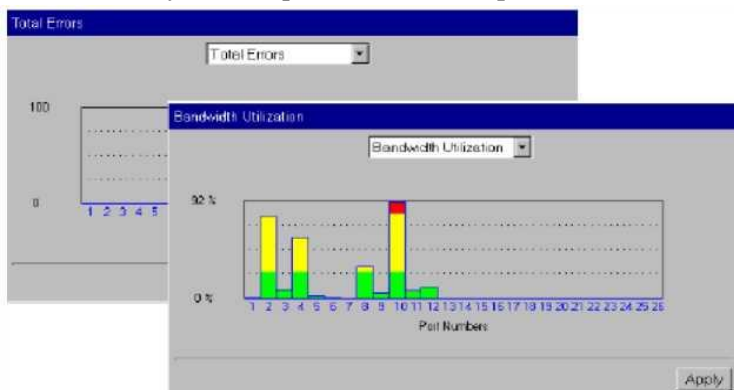 Total Errors
Total Errors
100
0
1 2 3 4 5
Bandwidth Utilization
Bandwidth Utilization
92 %
0 %
1 2 3 4 5 6 7 8 9 10 11 12 13 14 15 16 17 18 19 20 21 22 23 24 25 26
Port Numbers
Apply